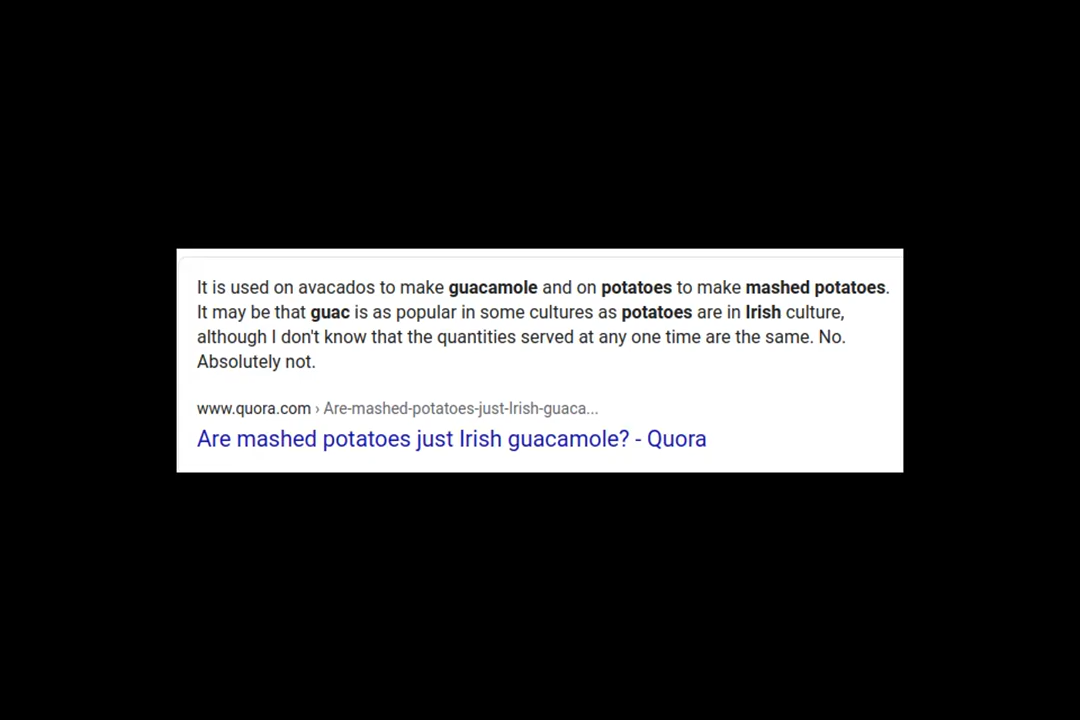 It is used on avacados to make guacamole and on potatoes to make mashed potatoes.
It may be that guac is as popular in some cultures as potatoes are in Irish culture,
although I don't know that the quantities served at any one time are the same. No.
Absolutely not.
www.quora.com › Are-mashed-potatoes-just-Irish-guaca...
Are mashed potatoes just Irish guacamole? - Quora